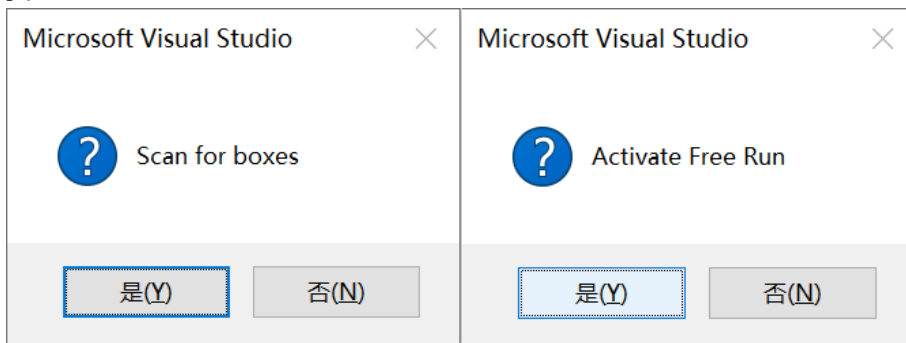 Microsoft Visual Studio
Scan for boxes
是(Y)
否(N)
Microsoft Visual Studio
Activate Free Run
是(Y)
否(N)